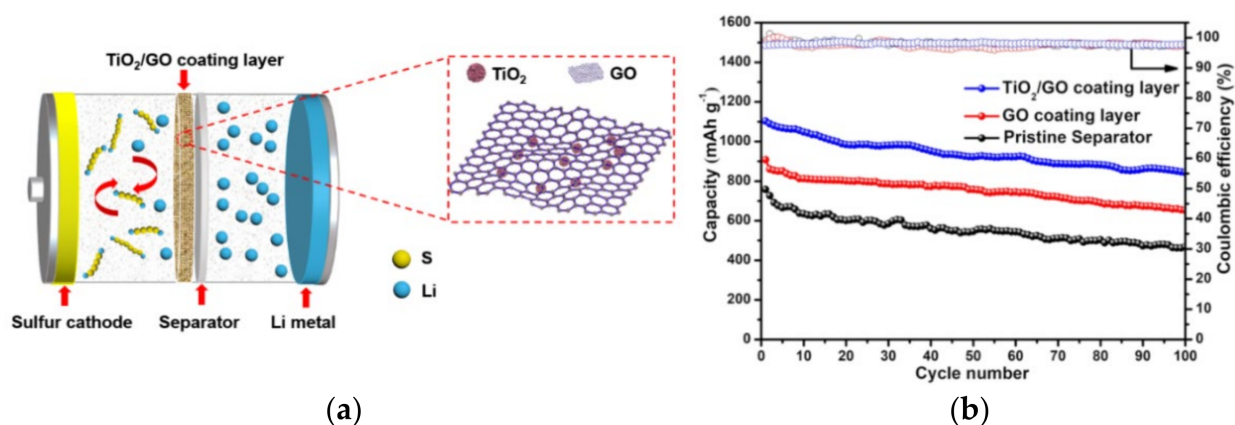 TiO2/GO coating layer
TiO2
GO
S
Li
Sulfur cathode
Separator
Li metal
(a)
Capacity (mAh g-1)
1600
1400
1200
1000
800
600
400
200
0
TiO2/GO coating layer
GO coating layer
Pristine Separator
100
90
80
70
60
50
40
30
20
10
0
Coulombic efficiency (%)
0 10 20 30 40 50 60 70 80 90 100
Cycle number
(b)